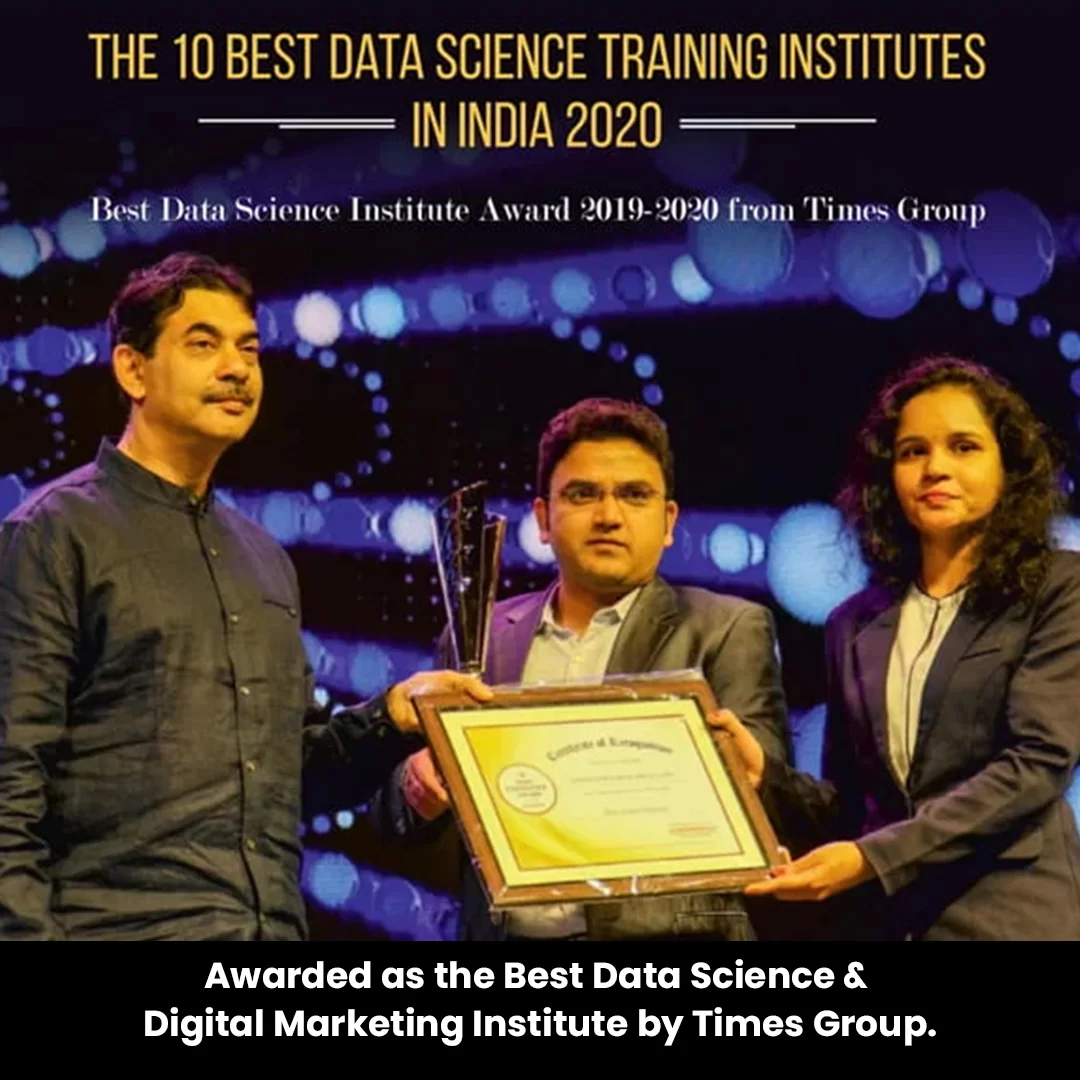 THE 10 BEST DATA SCIENCE TRAINING INSTITUTES
IN INDIA 2020
Best Data Science Institute Award 2019-2020 from Times Group
Certificate of Recognition
Awarded as the Best Data Science &
Digital Marketing Institute by Times Group.